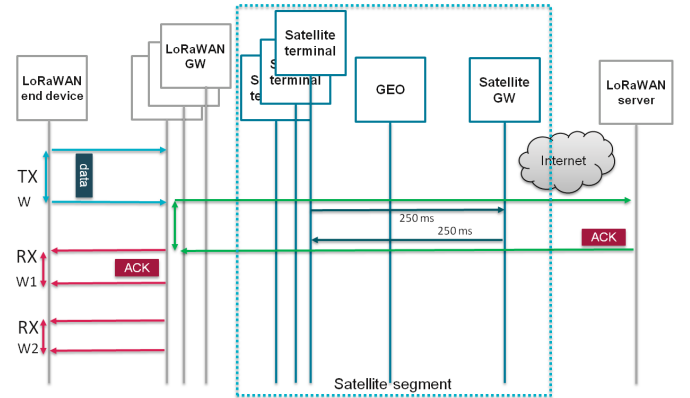 LoRaWAN
end device
LoRaWAN
GW
Satellite
terminal
S
terminal
S
te
GEO
Satellite
GW
LoRaWAN
server
Internet
data
TX
W
250 ms
250 ms
ACK
RX
W1
ACK
RX
W2
Satellite segment